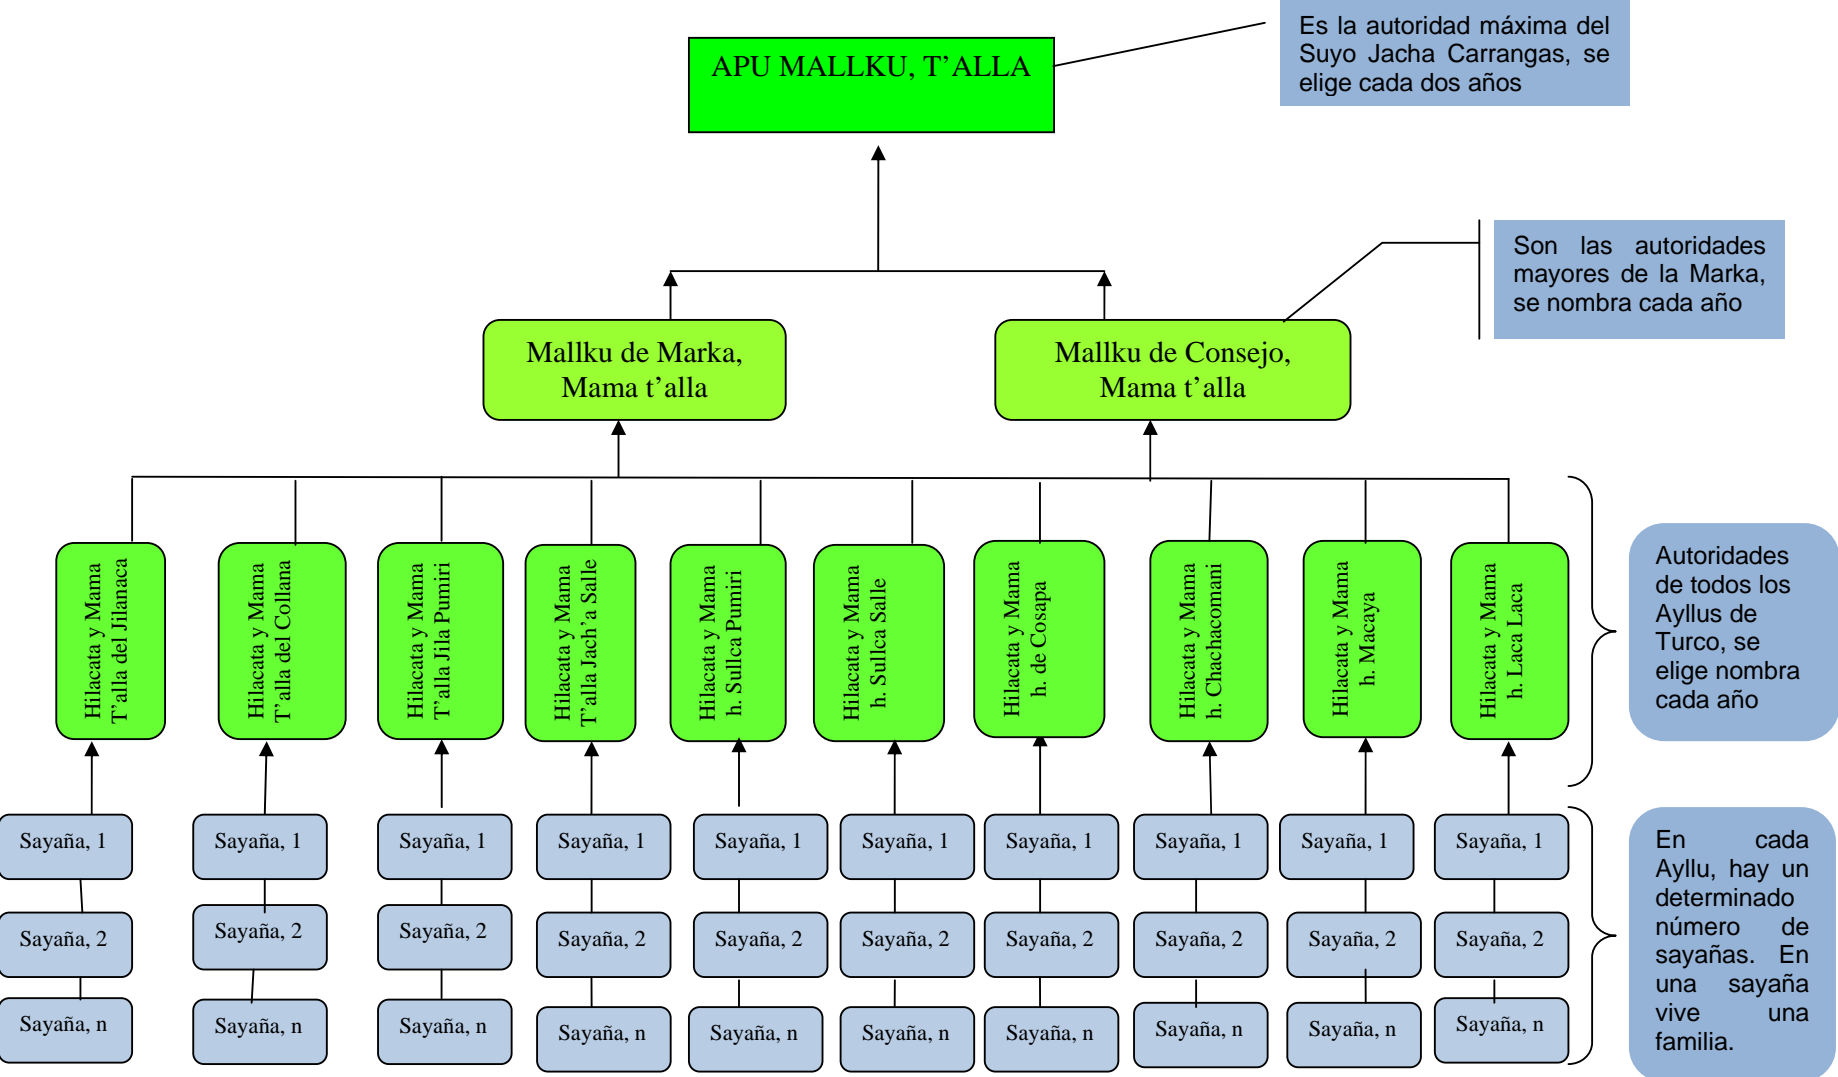 APU MALLKU, T’ALLA
Es la autoridad máxima del
Suyo Jacha Carrangas, se
elige cada dos años
Son las autoridades
mayores de la Marka,
se nombra cada año
Mallku de Marka,
Mama t’alla
Mallku de Consejo,
Mama t’alla
Hilacata y Mama
T’alla del Jilanaca
Hilacata y Mama
T’alla del Collana
Hilacata y Mama
T’alla Jila Pumiri
Hilacata y Mama
T’alla Jach’a Salle
Hilacata y Mama
h. Sullca Pumiri
Hilacata y Mama
h. Sullca Salle
Hilacata y Mama
h. de Cosapa
Hilacata y Mama
h. Chachacomani
Hilacata y Mama
h. Macaya
Hilacata y Mama
h. Laca Laca
Autoridades
de todos los
Ayllus de
Turco, se
elige nombra
cada año
Sayaña, 1
Sayaña, 1
Sayaña, 1
Sayaña, 1
Sayaña, 1
Sayaña, 1
Sayaña, 1
Sayaña, 1
Sayaña, 1
Sayaña, 1
Sayaña, 2
Sayaña, 2
Sayaña, 2
Sayaña, 2
Sayaña, 2
Sayaña, 2
Sayaña, 2
Sayaña, 2
Sayaña, 2
Sayaña, 2
Sayaña, n
Sayaña, n
Sayaña, n
Sayaña, n
Sayaña, n
Sayaña, n
Sayaña, n
Sayaña, n
Sayaña, n
Sayaña, n
En cada
Ayllu, hay un
determinado
número de
sayañas. En
una sayaña
vive una
familia.